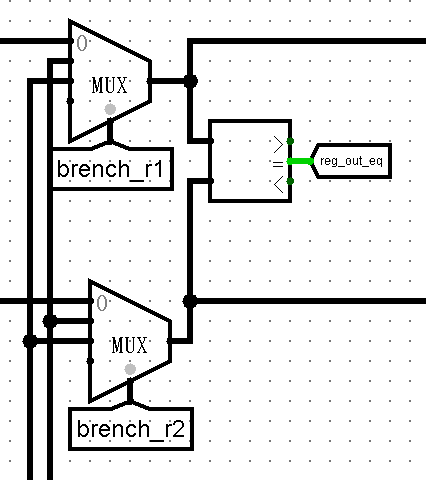 0
MUX
brench_r1
>
=
<
reg_out_eq
0
MUX
brench_r2